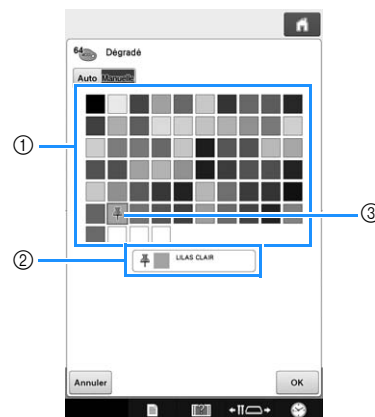 64 Dégradé
Auto Manuelle
①
③
②
LILAS CLAIR
Annuler
OK